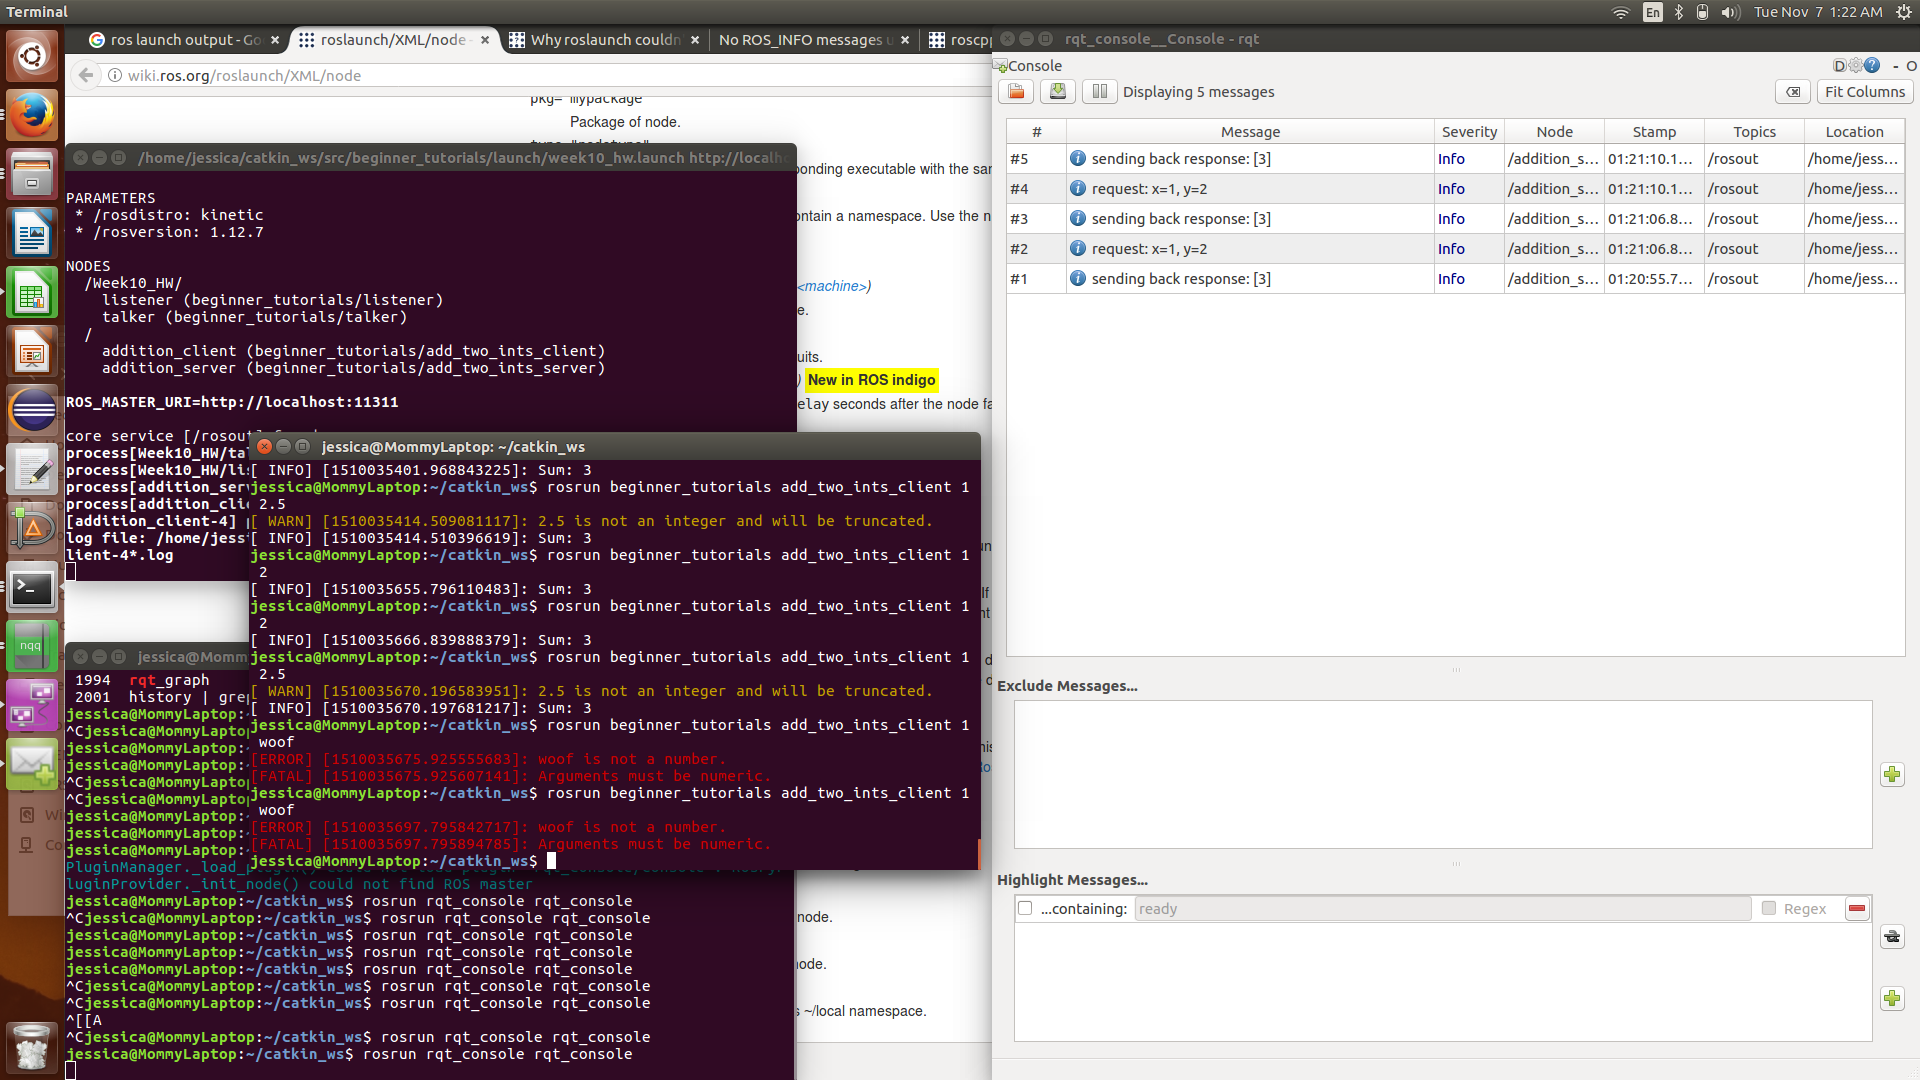 Terminal
En
Tue Nov 7 1:22 AM
ros launch output - Go
roslaunch/XML/node -
Why roslaunch couldn
No ROS_INFO messages u
roscpp
wiki.ros.org/roslaunch/XML/node
pkg= mypackage
Package of node.
ponding executable with the sam
ontain a namespace. Use the n
<machine>)
e.
uits.
) New in ROS indigo
elay seconds after the node fa
node.
node.
s ~/local namespace.
/home/jessica/catkin_ws/src/beginner_tutorials/launch/week10_hw.launch http://localh
PARAMETERS
* /rosdistro: kinetic
* /rosversion: 1.12.7
NODES
/Week10_HW/
listener (beginner_tutorials/listener)
talker (beginner_tutorials/talker)
/
addition_client (beginner_tutorials/add_two_ints_client)
addition_server (beginner_tutorials/add_two_ints_server)
ROS_MASTER_URI=http://localhost:11311
core service [/rosout]
process[Week10_HW/tal
process[Week10_HW/lis
process[addition_serv
process[addition_clie
[addition_client-4] p
log file: /home/jessi
lient-4*.log
jessica@MommyLaptop: ~/catkin_ws
[ INFO] [1510035401.968843225]: Sum: 3
jessica@MommyLaptop:~/catkin_ws$ rosrun beginner_tutorials add_two_ints_client 1
2.5
[ WARN] [1510035414.509081117]: 2.5 is not an integer and will be truncated.
[ INFO] [1510035414.510396619]: Sum: 3
jessica@MommyLaptop:~/catkin_ws$ rosrun beginner_tutorials add_two_ints_client 1
2
[ INFO] [1510035655.796110483]: Sum: 3
jessica@MommyLaptop:~/catkin_ws$ rosrun beginner_tutorials add_two_ints_client 1
2
[ INFO] [1510035666.839888379]: Sum: 3
jessica@MommyLaptop:~/catkin_ws$ rosrun beginner_tutorials add_two_ints_client 1
2.5
[ WARN] [1510035670.196583951]: 2.5 is not an integer and will be truncated.
[ INFO] [1510035670.197681217]: Sum: 3
jessica@MommyLaptop:~/catkin_ws$ rosrun beginner_tutorials add_two_ints_client 1
woof
[ERROR] [1510035675.925555683]: woof is not a number.
[FATAL] [1510035675.925607141]: Arguments must be numeric.
jessica@MommyLaptop:~/catkin_ws$ rosrun beginner_tutorials add_two_ints_client 1
woof
[ERROR] [1510035697.795842717]: woof is not a number.
[FATAL] [1510035697.795894785]: Arguments must be numeric.
jessica@MommyLaptop:~/catkin_ws$
jessica@Momm
1994 rqt_graph
2001 history | grep
jessica@MommyLaptop:
^Cjessica@MommyLaptop
jessica@MommyLaptop:
jessica@MommyLaptop:
^Cjessica@MommyLaptop
^Cjessica@MommyLaptop
jessica@MommyLaptop:
jessica@MommyLaptop:
jessica@MommyLaptop:
luginProvider._init_node() could not find ROS master
jessica@MommyLaptop:~/catkin_ws$ rosrun rqt_console rqt_console
^Cjessica@MommyLaptop:~/catkin_ws$ rosrun rqt_console rqt_console
jessica@MommyLaptop:~/catkin_ws$ rosrun rqt_console rqt_console
jessica@MommyLaptop:~/catkin_ws$ rosrun rqt_console rqt_console
jessica@MommyLaptop:~/catkin_ws$ rosrun rqt_console rqt_console
^Cjessica@MommyLaptop:~/catkin_ws$ rosrun rqt_console rqt_console
^Cjessica@MommyLaptop:~/catkin_ws$ rosrun rqt_console rqt_console
^[[A
^Cjessica@MommyLaptop:~/catkin_ws$ rosrun rqt_console rqt_console
jessica@MommyLaptop:~/catkin_ws$ rosrun rqt_console rqt_console
nqq
rqt_console__Console - rqt
Console
D
- O
Displaying 5 messages
Fit Columns
# Message Severity Node Stamp Topics Location
#5 sending back response: [3] Info /addition_s... 01:21:10.1... /rosout /home/jess...
#4 request: x=1, y=2 Info /addition_s... 01:21:10.1... /rosout /home/jess...
#3 sending back response: [3] Info /addition_s... 01:21:06.8... /rosout /home/jess...
#2 request: x=1, y=2 Info /addition_s... 01:21:06.8... /rosout /home/jess...
#1 sending back response: [3] Info /addition_s... 01:20:55.7... /rosout /home/jess...
Exclude Messages...
Highlight Messages...
...containing: ready Regex